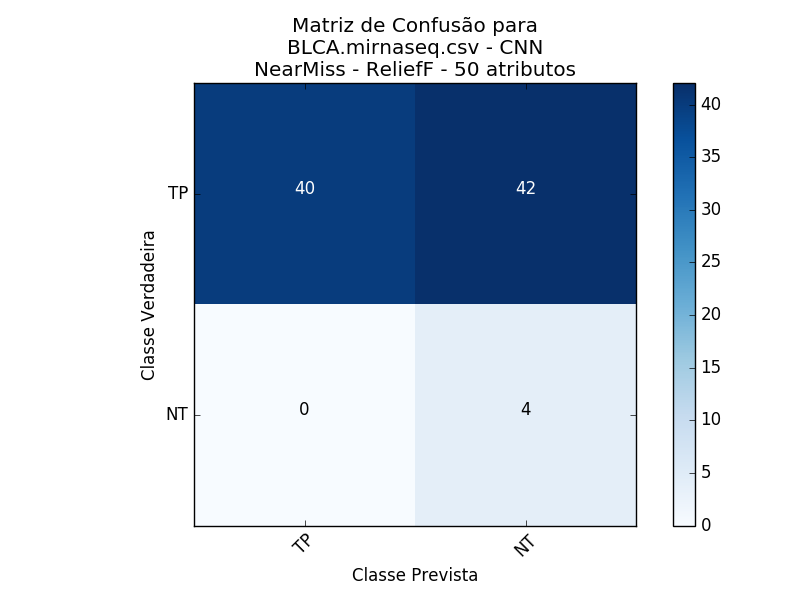 Matriz de Confusão para
BLCA.mirnaseq.csv - CNN
NearMiss - ReliefF - 50 atributos
40
42
0
4
TP
NT
Classe Verdadeira
TP
NT
Classe Prevista
40
35
30
25
20
15
10
5
0